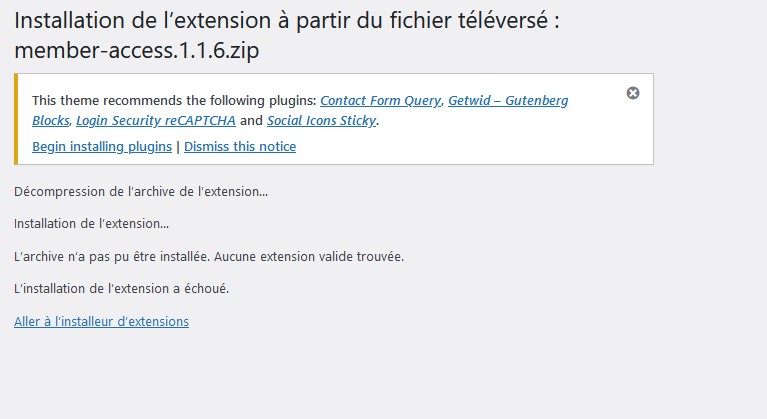 Installation de l’extension à partir du fichier téléversé :
member-access.1.1.6.zip
This theme recommends the following plugins: Contact Form Query, Getwid – Gutenberg
Blocks, Login Security reCAPTCHA and Social Icons Sticky.
Begin installing plugins | Dismiss this notice
Décompression de l’archive de l’extension…
Installation de l’extension…
L’archive n’a pas pu être installée. Aucune extension valide trouvée.
L’installation de l’extension a échoué.
Aller à l’installeur d’extensions